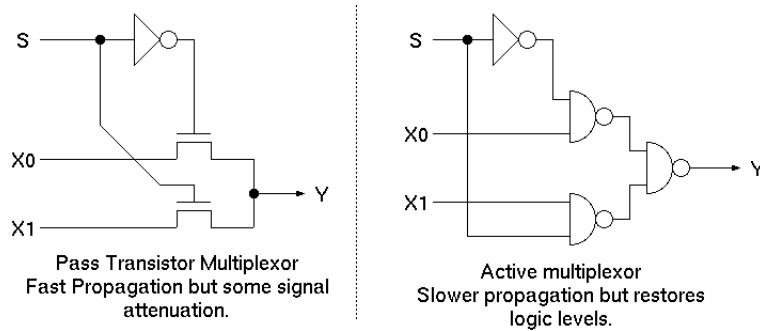 S
X0
X1
Y
Pass Transistor Multiplexor
Fast Propagation but some signal
attenuation.
S
X0
X1
Y
Active multiplexor
Slower propagation but restores
logic levels.